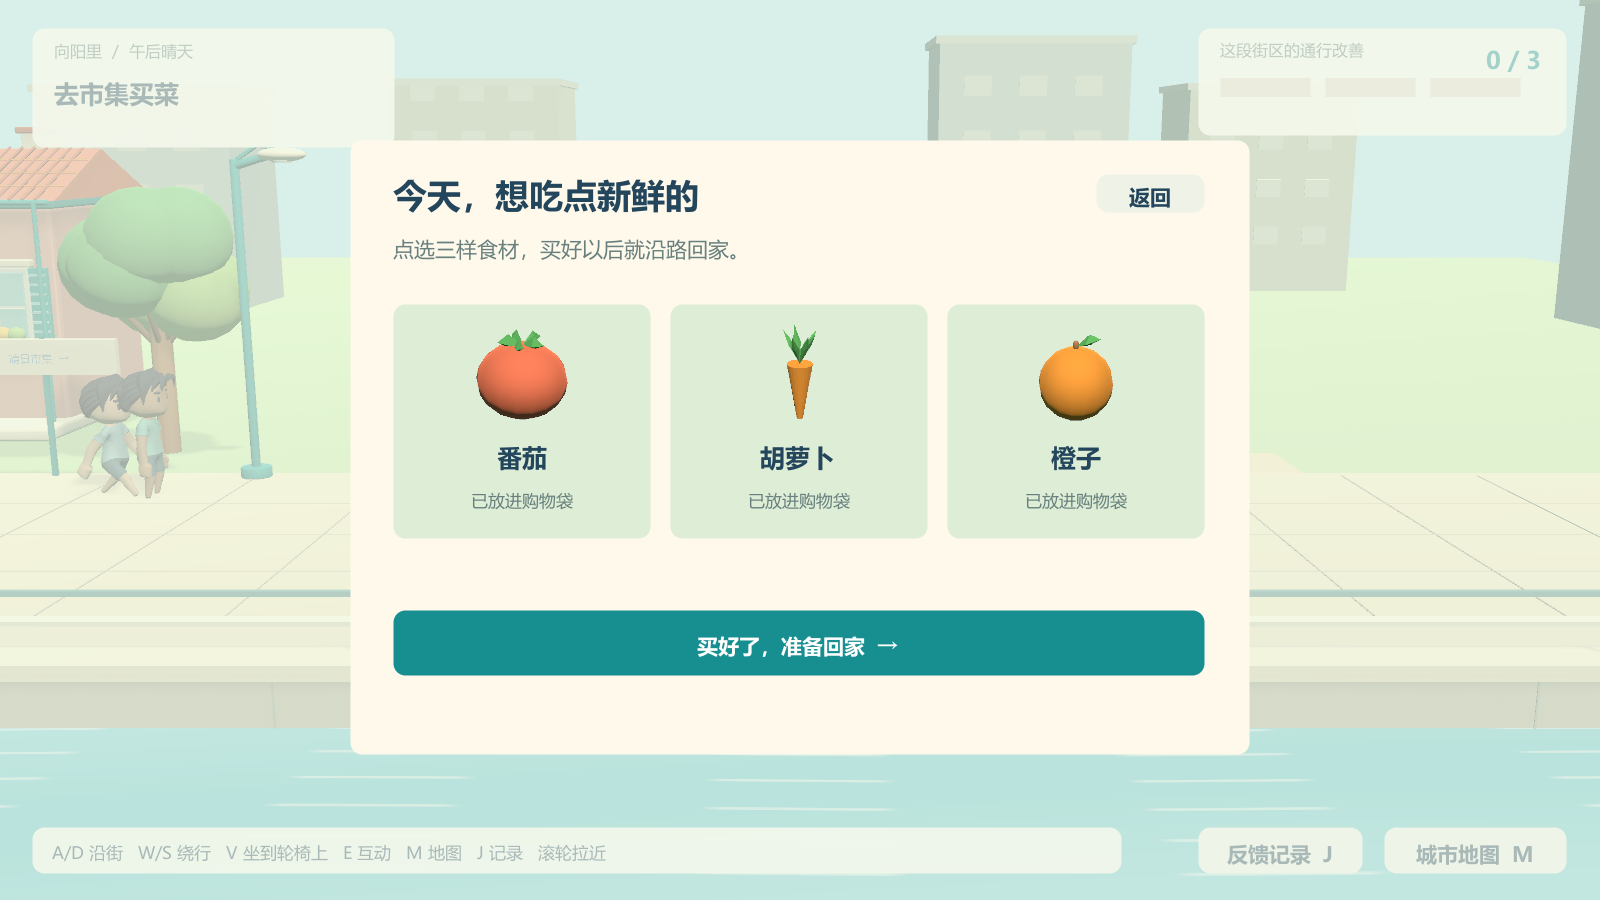 向阳里 / 午后晴天
去市集买菜
这段街区的通行改善
0 / 3
今天，想吃点新鲜的
返回
点选三样食材，买好以后就沿路回家。
番茄
胡萝卜
橙子
已放进购物袋
已放进购物袋
已放进购物袋
买好了，准备回家 →
A/D 沿街 W/S 绕行 V 坐到轮椅上 E 互动 M 地图 J 记录 滚轮拉近
反馈记录 J
城市地图 M